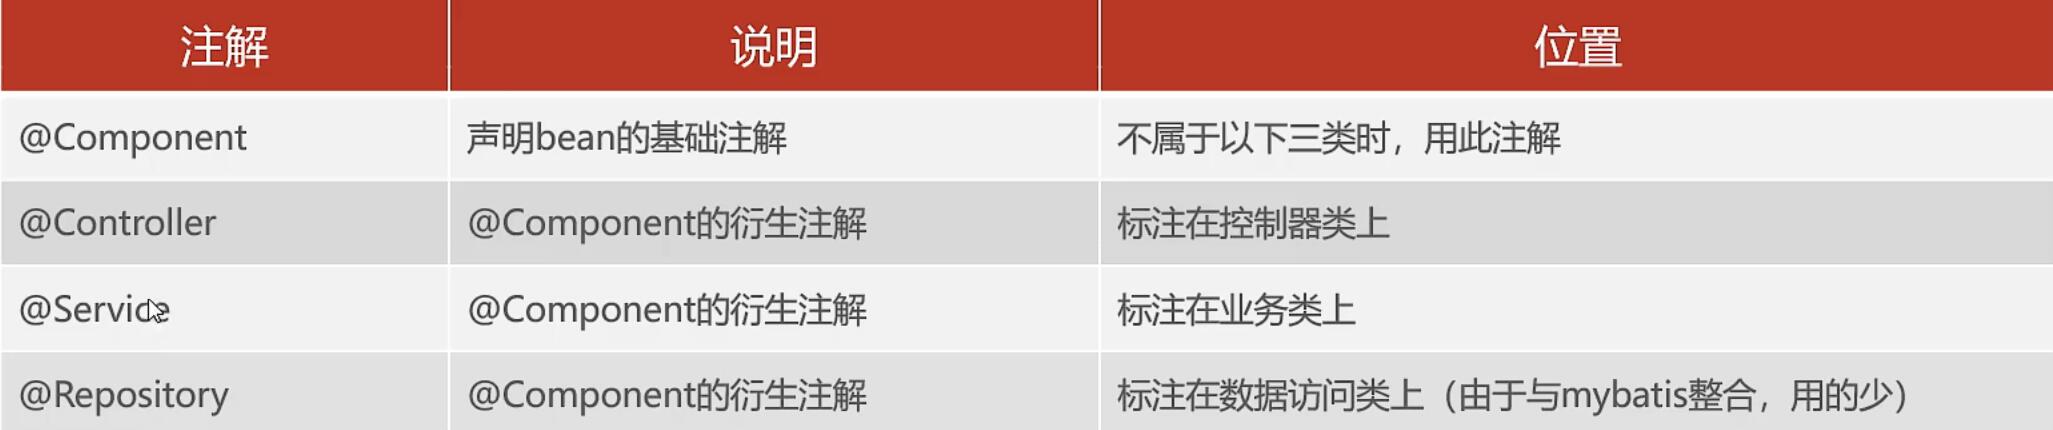 注解 说明 位置
@Component 声明bean的基础注解 不属于以下三类时，用此注解
@Controller @Component的衍生注解 标注在控制器类上
@Service @Component的衍生注解 标注在业务类上
@Repository @Component的衍生注解 标注在数据访问类上（由于与mybatis整合，用的少）